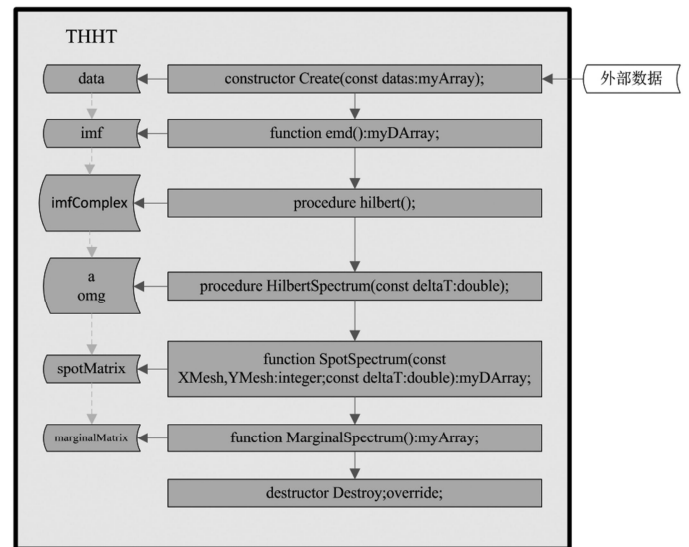 THHT
data
constructor Create(const datas:myArray);
外部数据
imf
function emd():myDArray;
imfComplex
procedure hilbert();
a
omg
procedure HilbertSpectrum(const deltaT:double);
spotMatrix
function SpotSpectrum(const
XMesh,YMesh:integer;const deltaT:double):myDArray;
marginalMatrix
function MarginalSpectrum():myArray;
destructor Destroy;override;